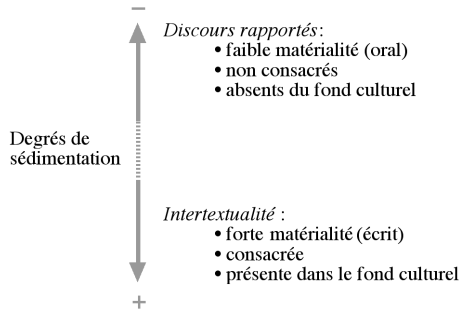 −
Discours rapportés:
• faible matérialité (oral)
• non consacrés
• absents du fond culturel
Degrés de
sédimentation
Intertextualité :
• forte matérialité (écrit)
• consacrée
• présente dans le fond culturel
+